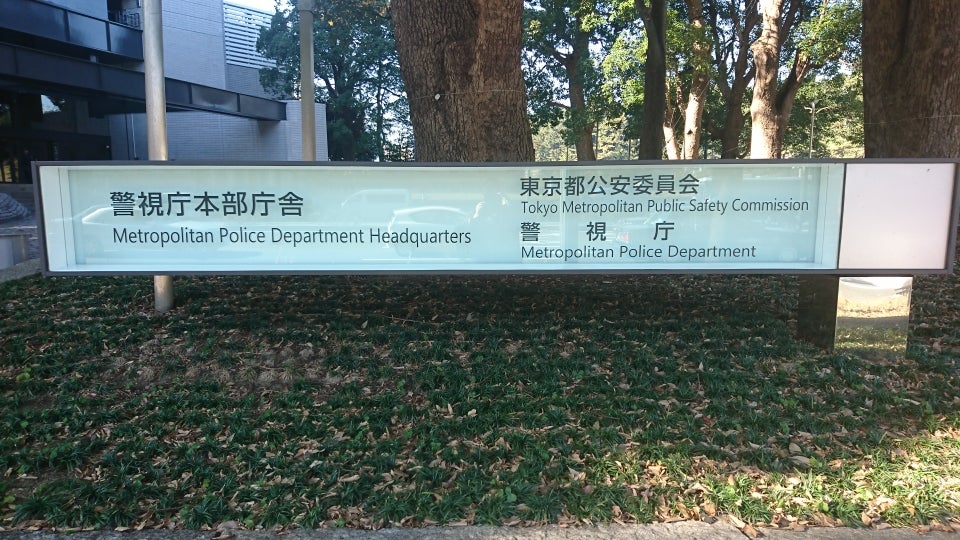 警視庁本部庁舎
Metropolitan Police Department Headquarters
東京都公安委員会
Tokyo Metropolitan Public Safety Commission
警 視 庁
Metropolitan Police Department